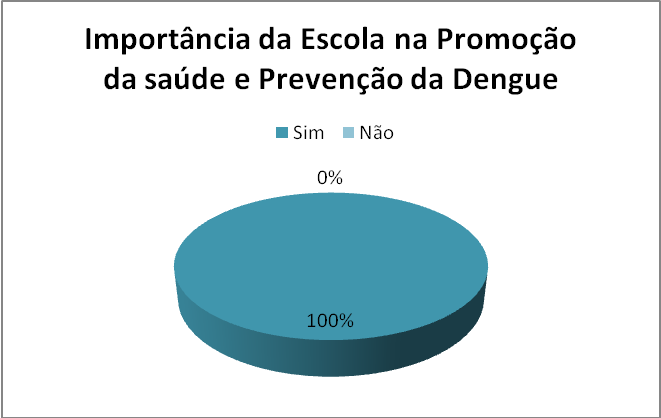 Importância da Escola na Promoção
da saúde e Prevenção da Dengue
Sim Não
0%
100%